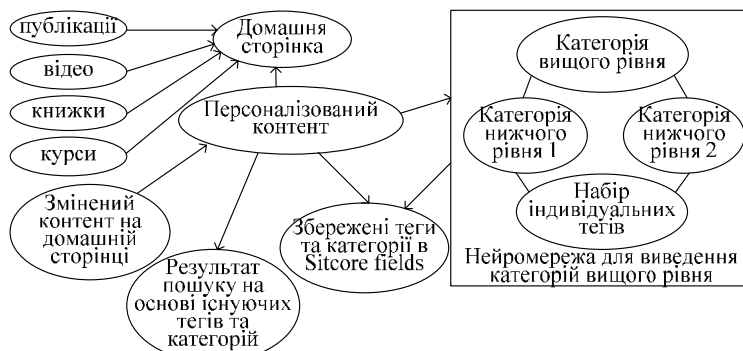 публікації
відео
книжки
курси
Домашня
сторінка
Персоналізований
контент
Змінений
контент на
домашній
сторінці
Результат
пошуку на
основі існуючих
тегів та
категорій
Збережені теги
та категорії в
Sitcore fields
Категорія
вищого рівня
Категорія
нижчого
рівня 1
Категорія
нижчого
рівня 2
Набір
індивідуальних
тегів
Нейромережа для виведення
категорій вищого рівня